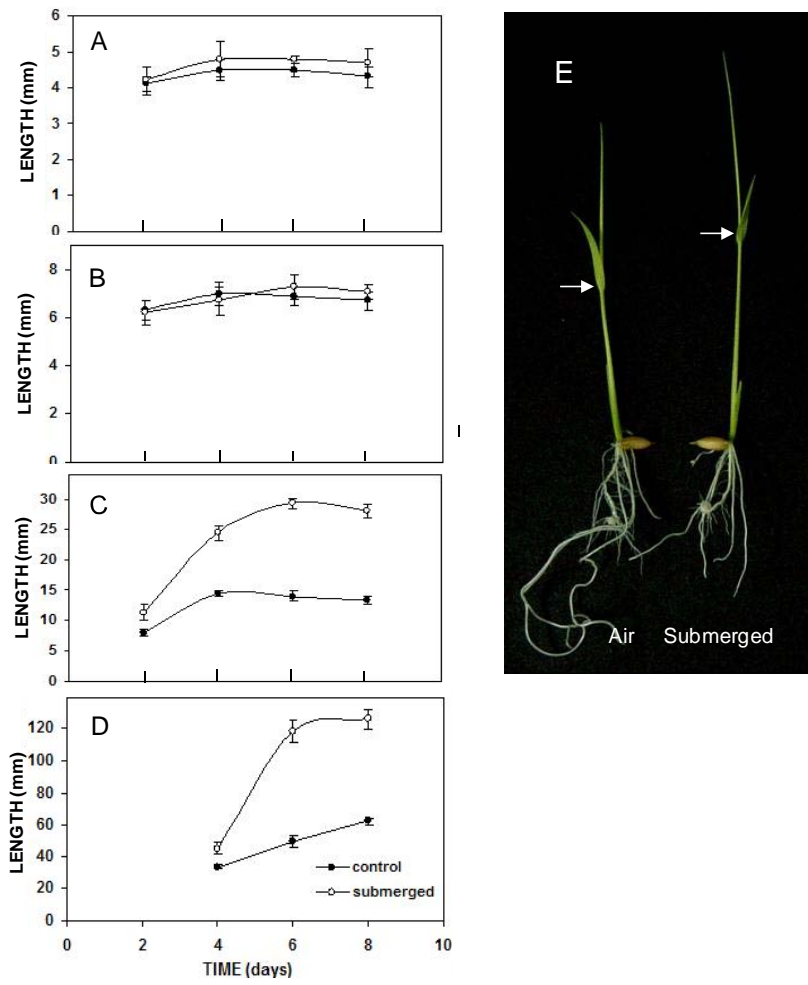 A
LENGTH (mm)
6
5
4
3
2
1
0
B
LENGTH (mm)
8
6
4
2
0
C
LENGTH (mm)
30
25
20
15
10
5
0
D
LENGTH (mm)
120
100
80
60
40
20
0
control
submerged
0 2 4 6 8 10
TIME (days)
E
Air Submerged